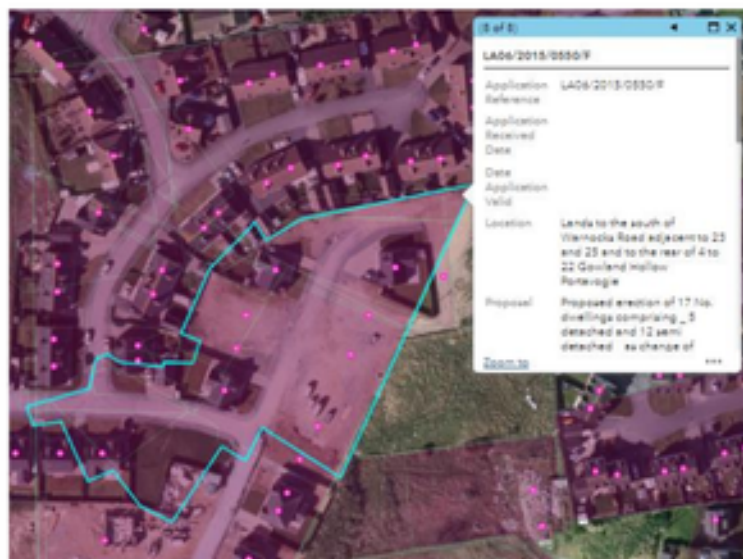 (8 of 8)
LA06/2015/0550/F
Application Reference LA06/2015/0550/F
Application Received Date
Date Application Valid
Location Lands to the south of
Warnocks Road adjacent to 23
and 25 and to the rear of 4 to
22 Gowland Hollow
Portavogie
Proposal Proposed erection of 17 No.
dwellings comprising _ 5
detached and 12 semi
detached as change of
Zoom to